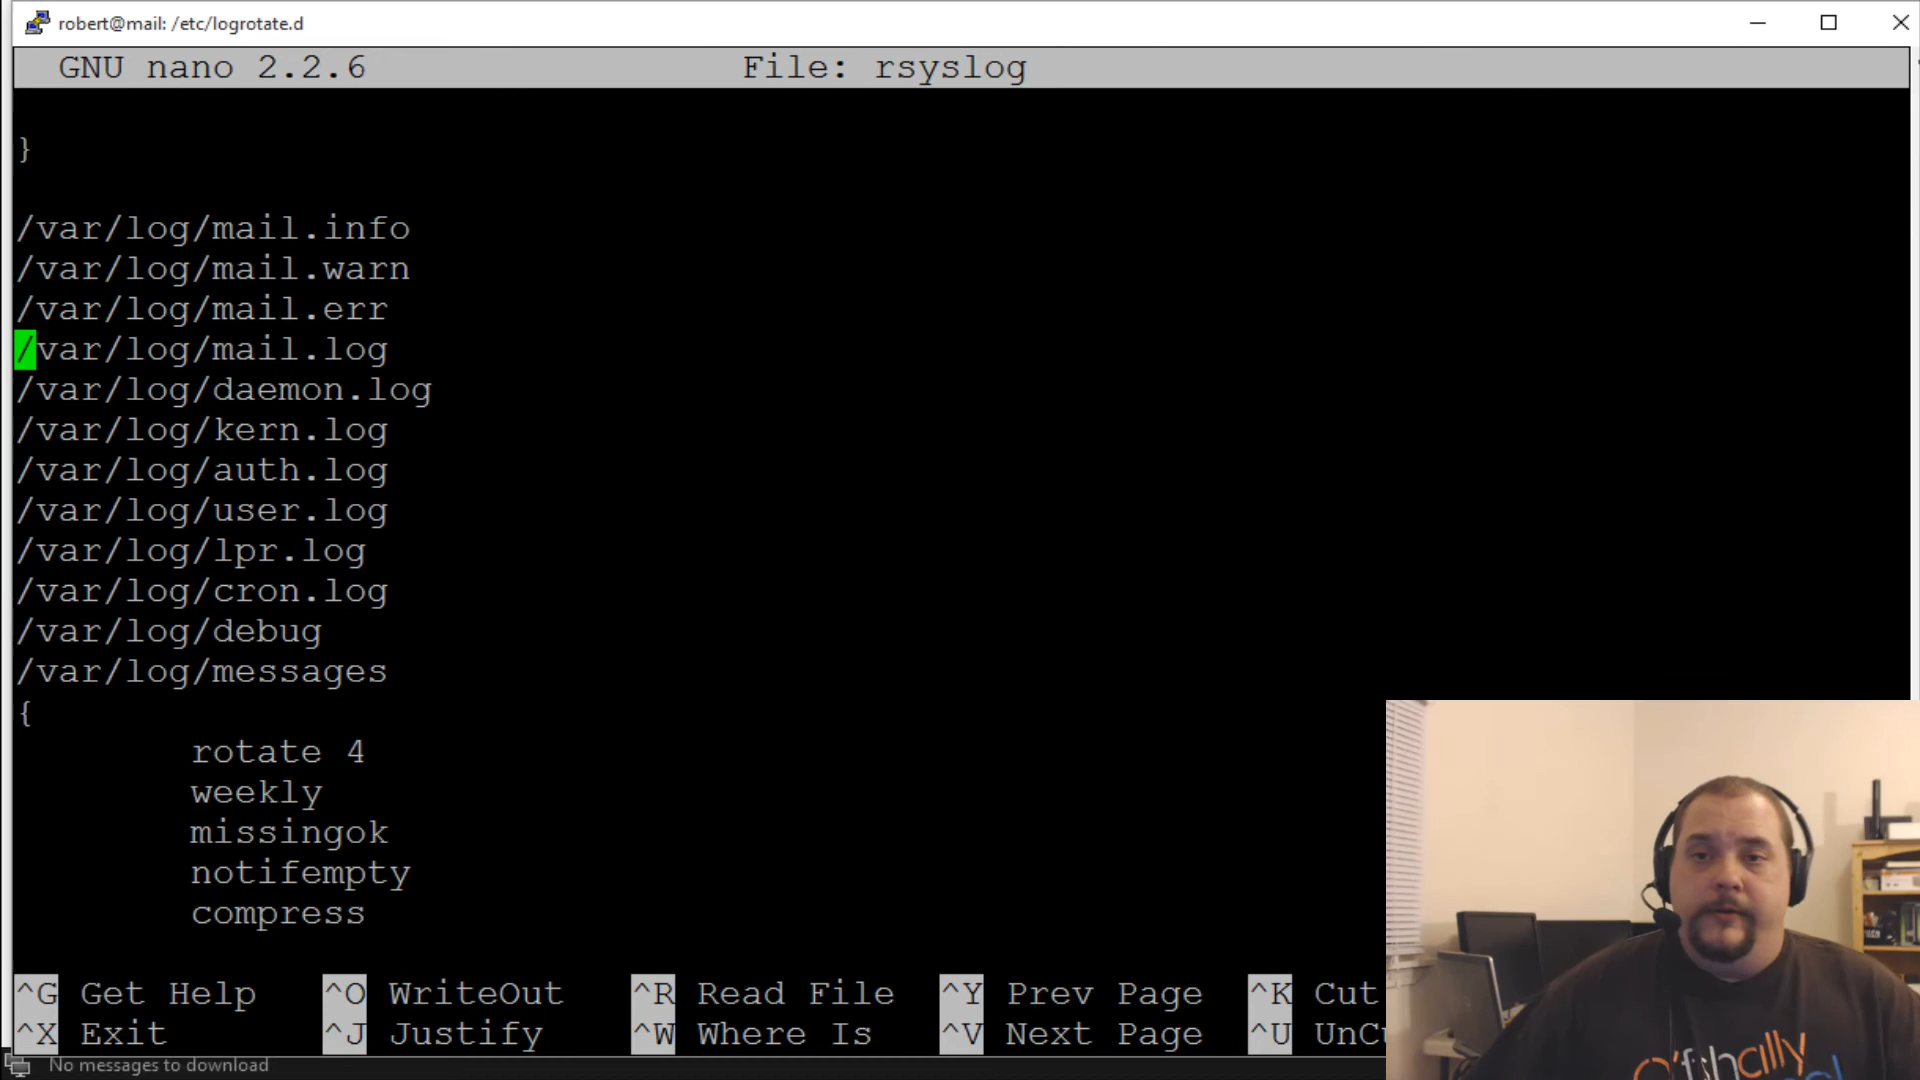 robert@mail: /etc/logrotate.d
GNU nano 2.2.6 File: rsyslog
}
/var/log/mail.info
/var/log/mail.warn
/var/log/mail.err
/var/log/mail.log
/var/log/daemon.log
/var/log/kern.log
/var/log/auth.log
/var/log/user.log
/var/log/lpr.log
/var/log/cron.log
/var/log/debug
/var/log/messages
{
rotate 4
weekly
missingok
notifempty
compress
^G Get Help ^O WriteOut ^R Read File ^Y Prev Page ^K Cut
^X Exit ^J Justify ^W Where Is ^V Next Page ^U
No messages to download